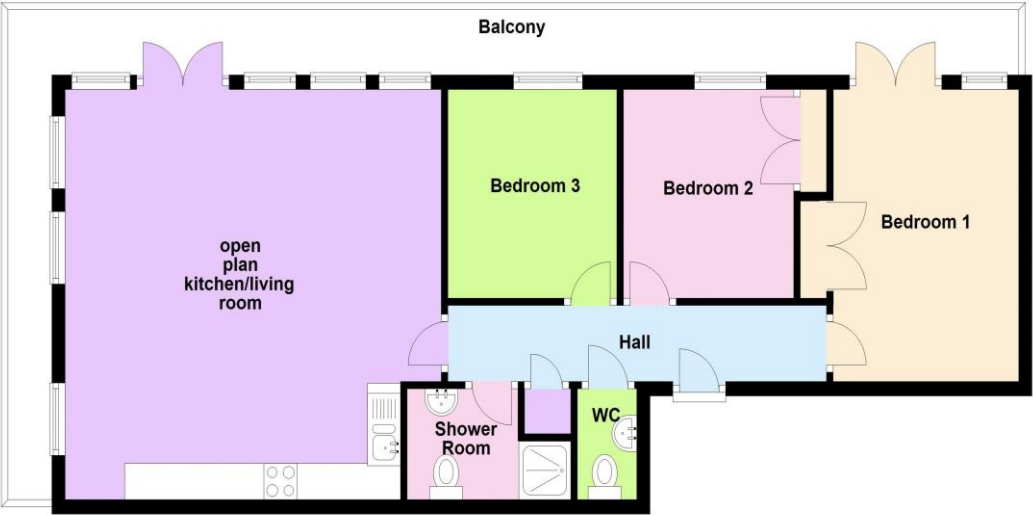 Balcony
Bedroom 3
Bedroom 2
Bedroom 1
open
plan
kitchen/living
room
Hall
Shower
Room
WC